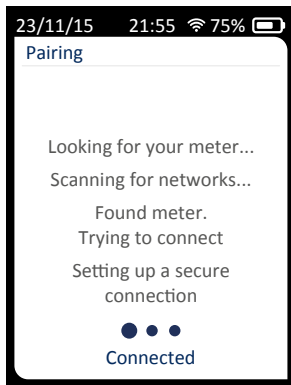 23/11/15 21:55 75%
Pairing
Looking for your meter...
Scanning for networks...
Found meter.
Trying to connect
Setting up a secure
connection
Connected